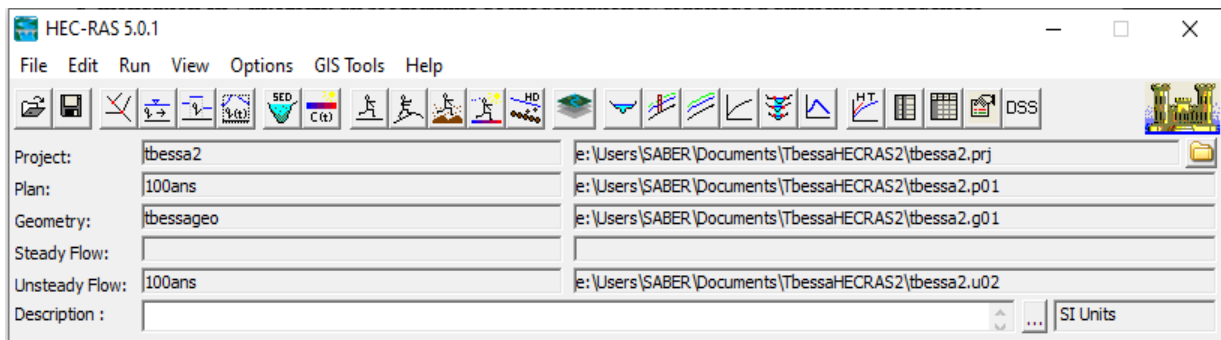 HEC-RAS 5.0.1
File Edit Run View Options GIS Tools Help
SED C(t) HD HT DSS
Project: tbessa2 e:\Users\SABER\Documents\TbessaHECRAS2\tbessa2.prj
Plan: 100ans e:\Users\SABER\Documents\TbessaHECRAS2\tbessa2.p01
Geometry: tbessageo e:\Users\SABER\Documents\TbessaHECRAS2\tbessa2.g01
Steady Flow:
Unsteady Flow: 100ans e:\Users\SABER\Documents\TbessaHECRAS2\tbessa2.u02
Description : ... SI Units